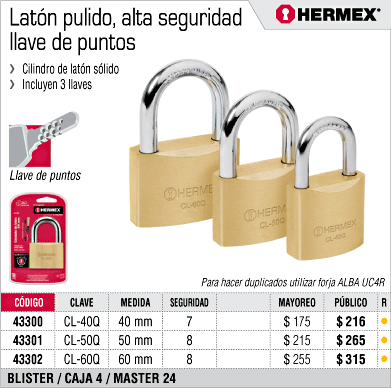 Latón pulido, alta seguridad
llave de puntos
HERMEX®
Cilindro de latón sólido
Incluyen 3 llaves
Llave de puntos
HERMEX
HERMEX
CL-60Q
HERMEX
CL-50Q
HERMEX
CL-40Q
Para hacer duplicados utilizar forja ALBA UC4R
CÓDIGO CLAVE MEDIDA SEGURIDAD MAYOREO PÚBLICO R
43300 CL-40Q 40 mm 7 $ 175 $ 216
43301 CL-50Q 50 mm 8 $ 215 $ 265
43302 CL-60Q 60 mm 8 $ 255 $ 315
BLISTER / CAJA 4 / MASTER 24